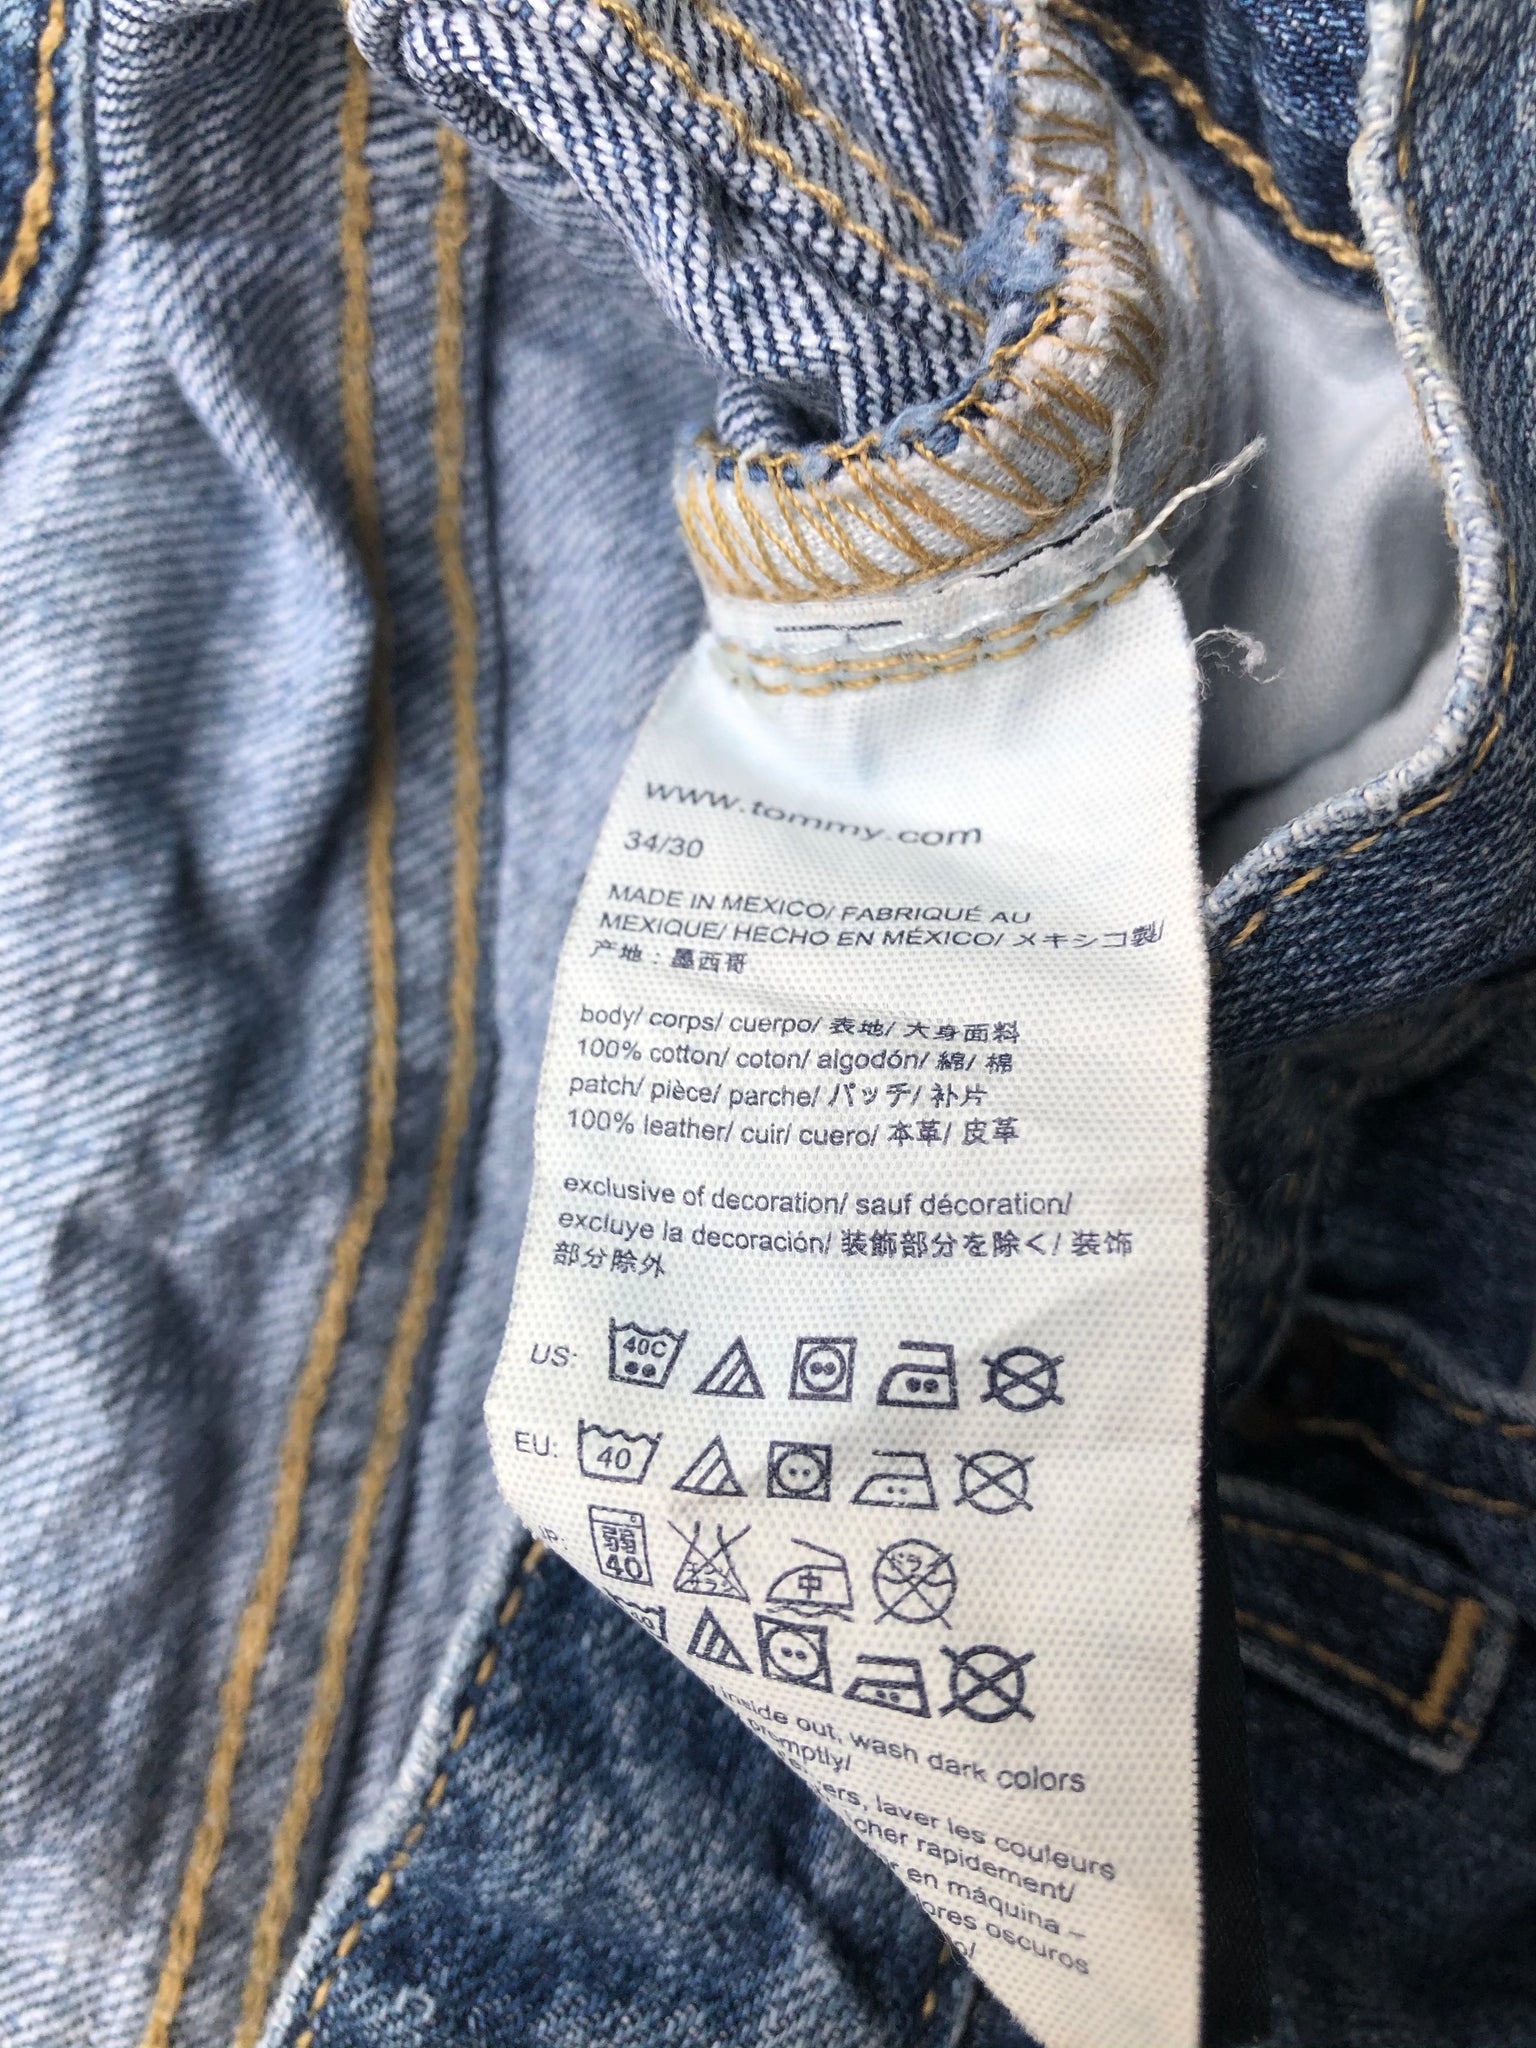 www.tommy.com
34/30
MADE IN MEXICO/ FABRIQUÉ AU
MEXIQUE/ HECHO EN MÉXICO/ メキシコ製/
产地：墨西哥
body/ corps/ cuerpo/ 表地/ 大身面料
100% cotton/ coton/ algodón/ 綿/ 棉
patch/ pièce/ parche/ パッチ/ 补片
100% leather/ cuir/ cuero/ 本革/ 皮革
exclusive of decoration/ sauf décoration/
excluye la decoración/ 装飾部分を除く/ 装饰
部分除外
US: 40C
EU: 40
弱 40 中
inside out, wash dark colors
promptly/
laver les couleurs
rapidement/
en máquina –
oscuros